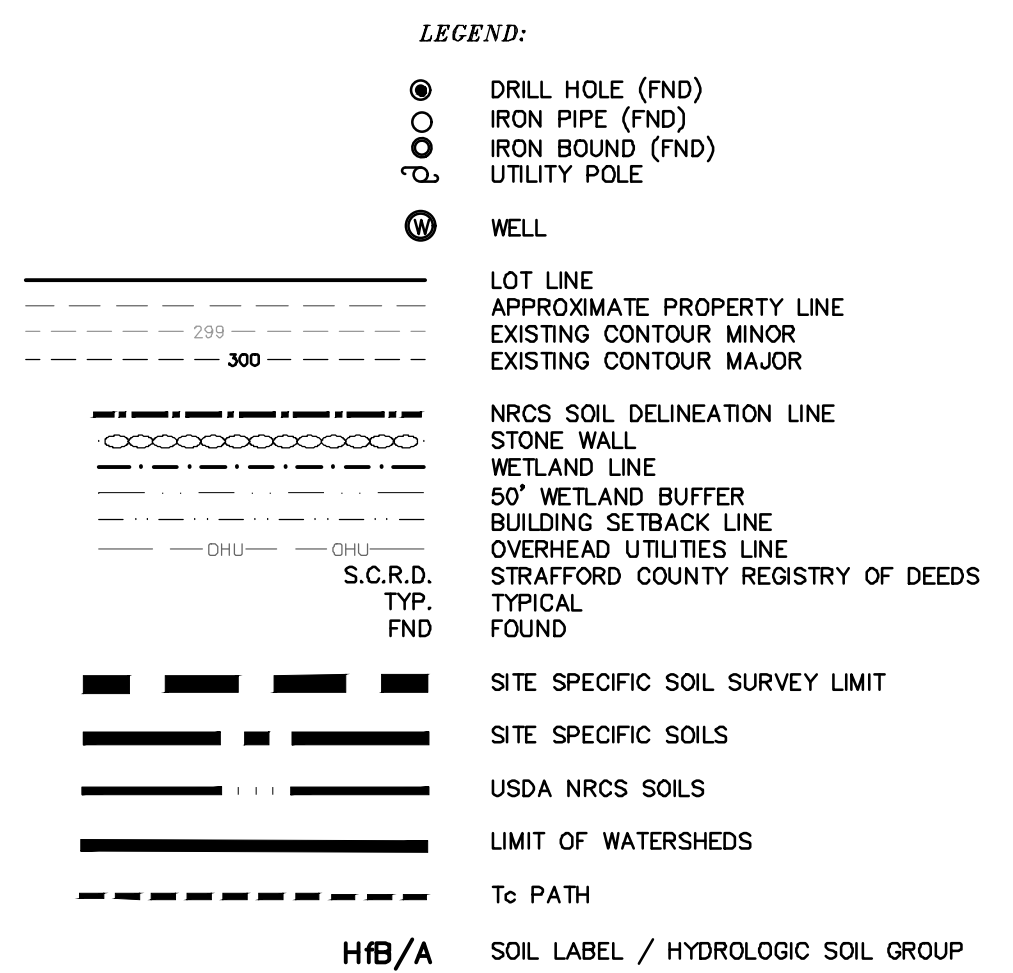 LEGEND:
DRILL HOLE (FND)
IRON PIPE (FND)
IRON BOUND (FND)
UTILITY POLE
W WELL
LOT LINE
APPROXIMATE PROPERTY LINE
299 EXISTING CONTOUR MINOR
300 EXISTING CONTOUR MAJOR
NRCS SOIL DELINEATION LINE
STONE WALL
WETLAND LINE
50' WETLAND BUFFER
BUILDING SETBACK LINE
OHU OHU OVERHEAD UTILITIES LINE
S.C.R.D. STRAFFORD COUNTY REGISTRY OF DEEDS
TYP. TYPICAL
FND FOUND
SITE SPECIFIC SOIL SURVEY LIMIT
SITE SPECIFIC SOILS
USDA NRCS SOILS
LIMIT OF WATERSHEDS
Tc PATH
HfB/A SOIL LABEL / HYDROLOGIC SOIL GROUP